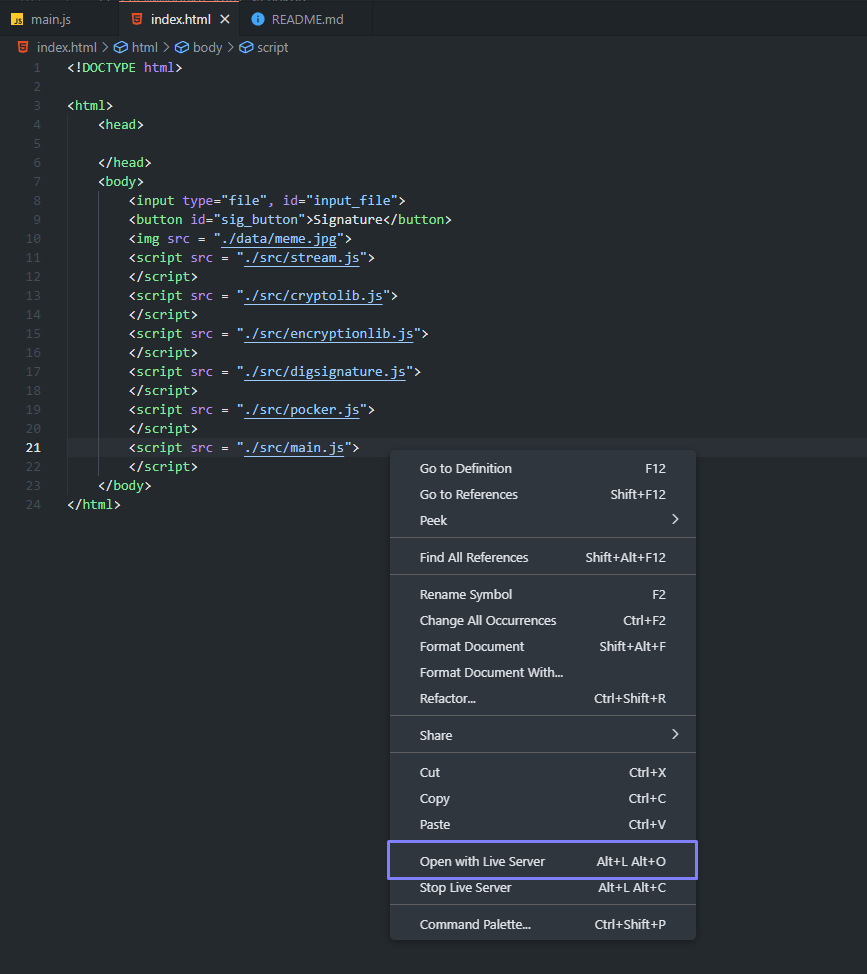 main.js index.html README.md
index.html > html > body > script
1 <!DOCTYPE html>
2
3 <html>
4     <head>
5
6     </head>
7     <body>
8         <input type="file", id="input_file">
9         <button id="sig_button">Signature</button>
10         <img src = "./data/meme.jpg">
11         <script src = "./src/stream.js">
12         </script>
13         <script src = "./src/cryptolib.js">
14         </script>
15         <script src = "./src/encryptionlib.js">
16         </script>
17         <script src = "./src/digsignature.js">
18         </script>
19         <script src = "./src/pocker.js">
20         </script>
21         <script src = "./src/main.js">
22         </script>
23     </body>
24 </html>
Go to Definition F12
Go to References Shift+F12
Peek
Find All References Shift+Alt+F12
Rename Symbol F2
Change All Occurrences Ctrl+F2
Format Document Shift+Alt+F
Format Document With...
Refactor... Ctrl+Shift+R
Share
Cut Ctrl+X
Copy Ctrl+C
Paste Ctrl+V
Open with Live Server Alt+L Alt+O
Stop Live Server Alt+L Alt+C
Command Palette... Ctrl+Shift+P